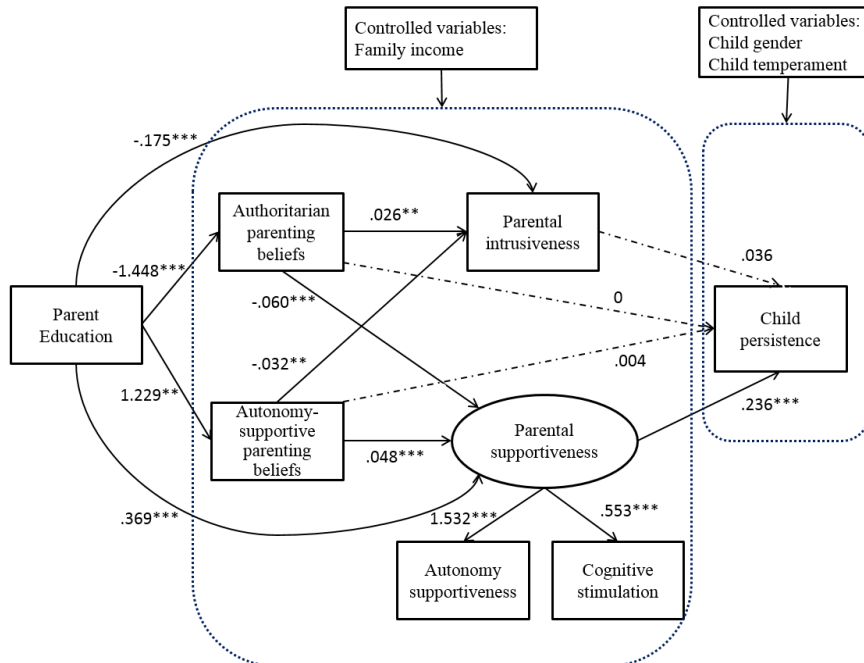 Controlled variables:
Family income
Controlled variables:
Child gender
Child temperament
-.175***
Authoritarian
parenting
beliefs
.026**
Parental
intrusiveness
.036
-1.448***
-.060***
0
Parent
Education
Child
persistence
-.032**
.004
1.229**
Autonomy-
supportive
parenting
beliefs
.048***
Parental
supportiveness
.236***
.369***
1.532***
.553***
Autonomy
supportiveness
Cognitive
stimulation